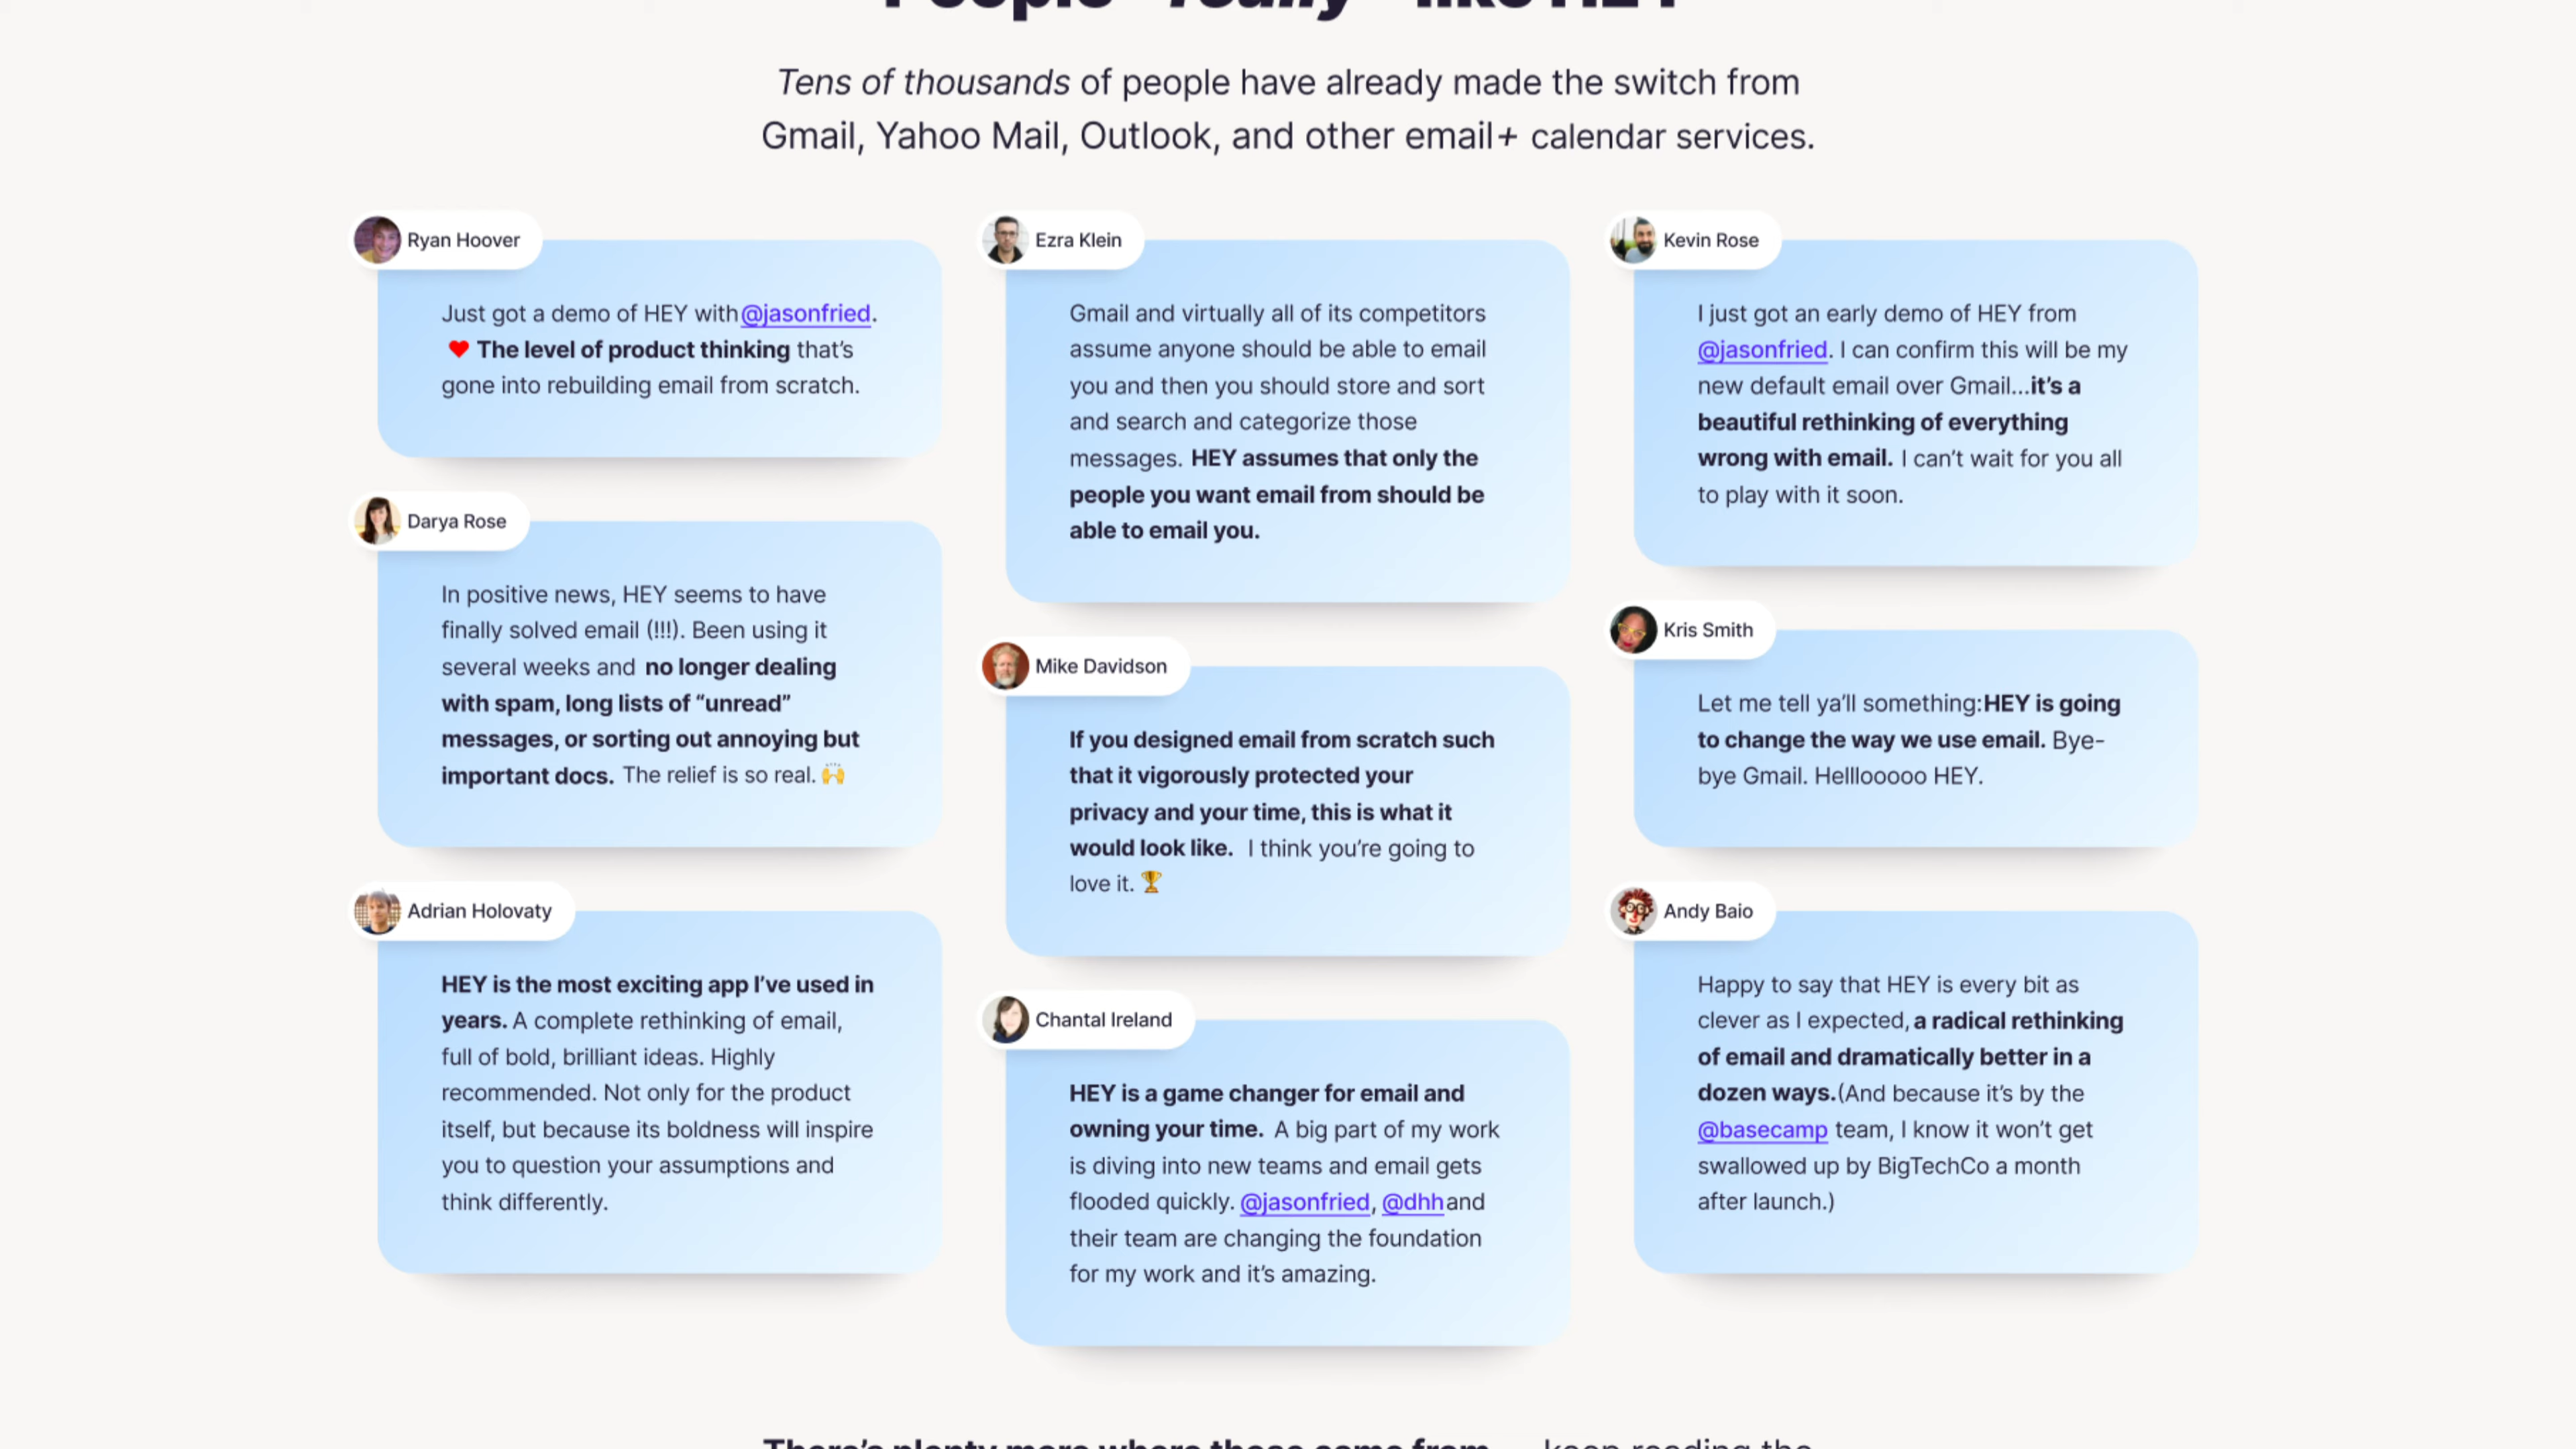 People really like HEY
Tens of thousands of people have already made the switch from
Gmail, Yahoo Mail, Outlook, and other email+ calendar services.
Ryan Hoover
Just got a demo of HEY with @jasonfried.
❤️ The level of product thinking that's
gone into rebuilding email from scratch.
Darya Rose
In positive news, HEY seems to have
finally solved email (!!!). Been using it
several weeks and no longer dealing
with spam, long lists of “unread”
messages, or sorting out annoying but
important docs. The relief is so real. 🙌
Adrian Holovaty
HEY is the most exciting app I've used in
years. A complete rethinking of email,
full of bold, brilliant ideas. Highly
recommended. Not only for the product
itself, but because its boldness will inspire
you to question your assumptions and
think differently.
Ezra Klein
Gmail and virtually all of its competitors
assume anyone should be able to email
you and then you should store and sort
and search and categorize those
messages. HEY assumes that only the
people you want email from should be
able to email you.
Mike Davidson
If you designed email from scratch such
that it vigorously protected your
privacy and your time, this is what it
would look like. I think you're going to
love it. 🏆
Chantal Ireland
HEY is a game changer for email and
owning your time. A big part of my work
is diving into new teams and email gets
flooded quickly. @jasonfried, @dhh and
their team are changing the foundation
for my work and it's amazing.
Kevin Rose
I just got an early demo of HEY from
@jasonfried. I can confirm this will be my
new default email over Gmail...it's a
beautiful rethinking of everything
wrong with email. I can't wait for you all
to play with it soon.
Kris Smith
Let me tell ya'll something:HEY is going
to change the way we use email. Bye-
bye Gmail. Helllooooo HEY.
Andy Baio
Happy to say that HEY is every bit as
clever as I expected, a radical rethinking
of email and dramatically better in a
dozen ways.(And because it's by the
@basecamp team, I know it won't get
swallowed up by BigTechCo a month
after launch.)
There's plenty more where those came from — keep reading the